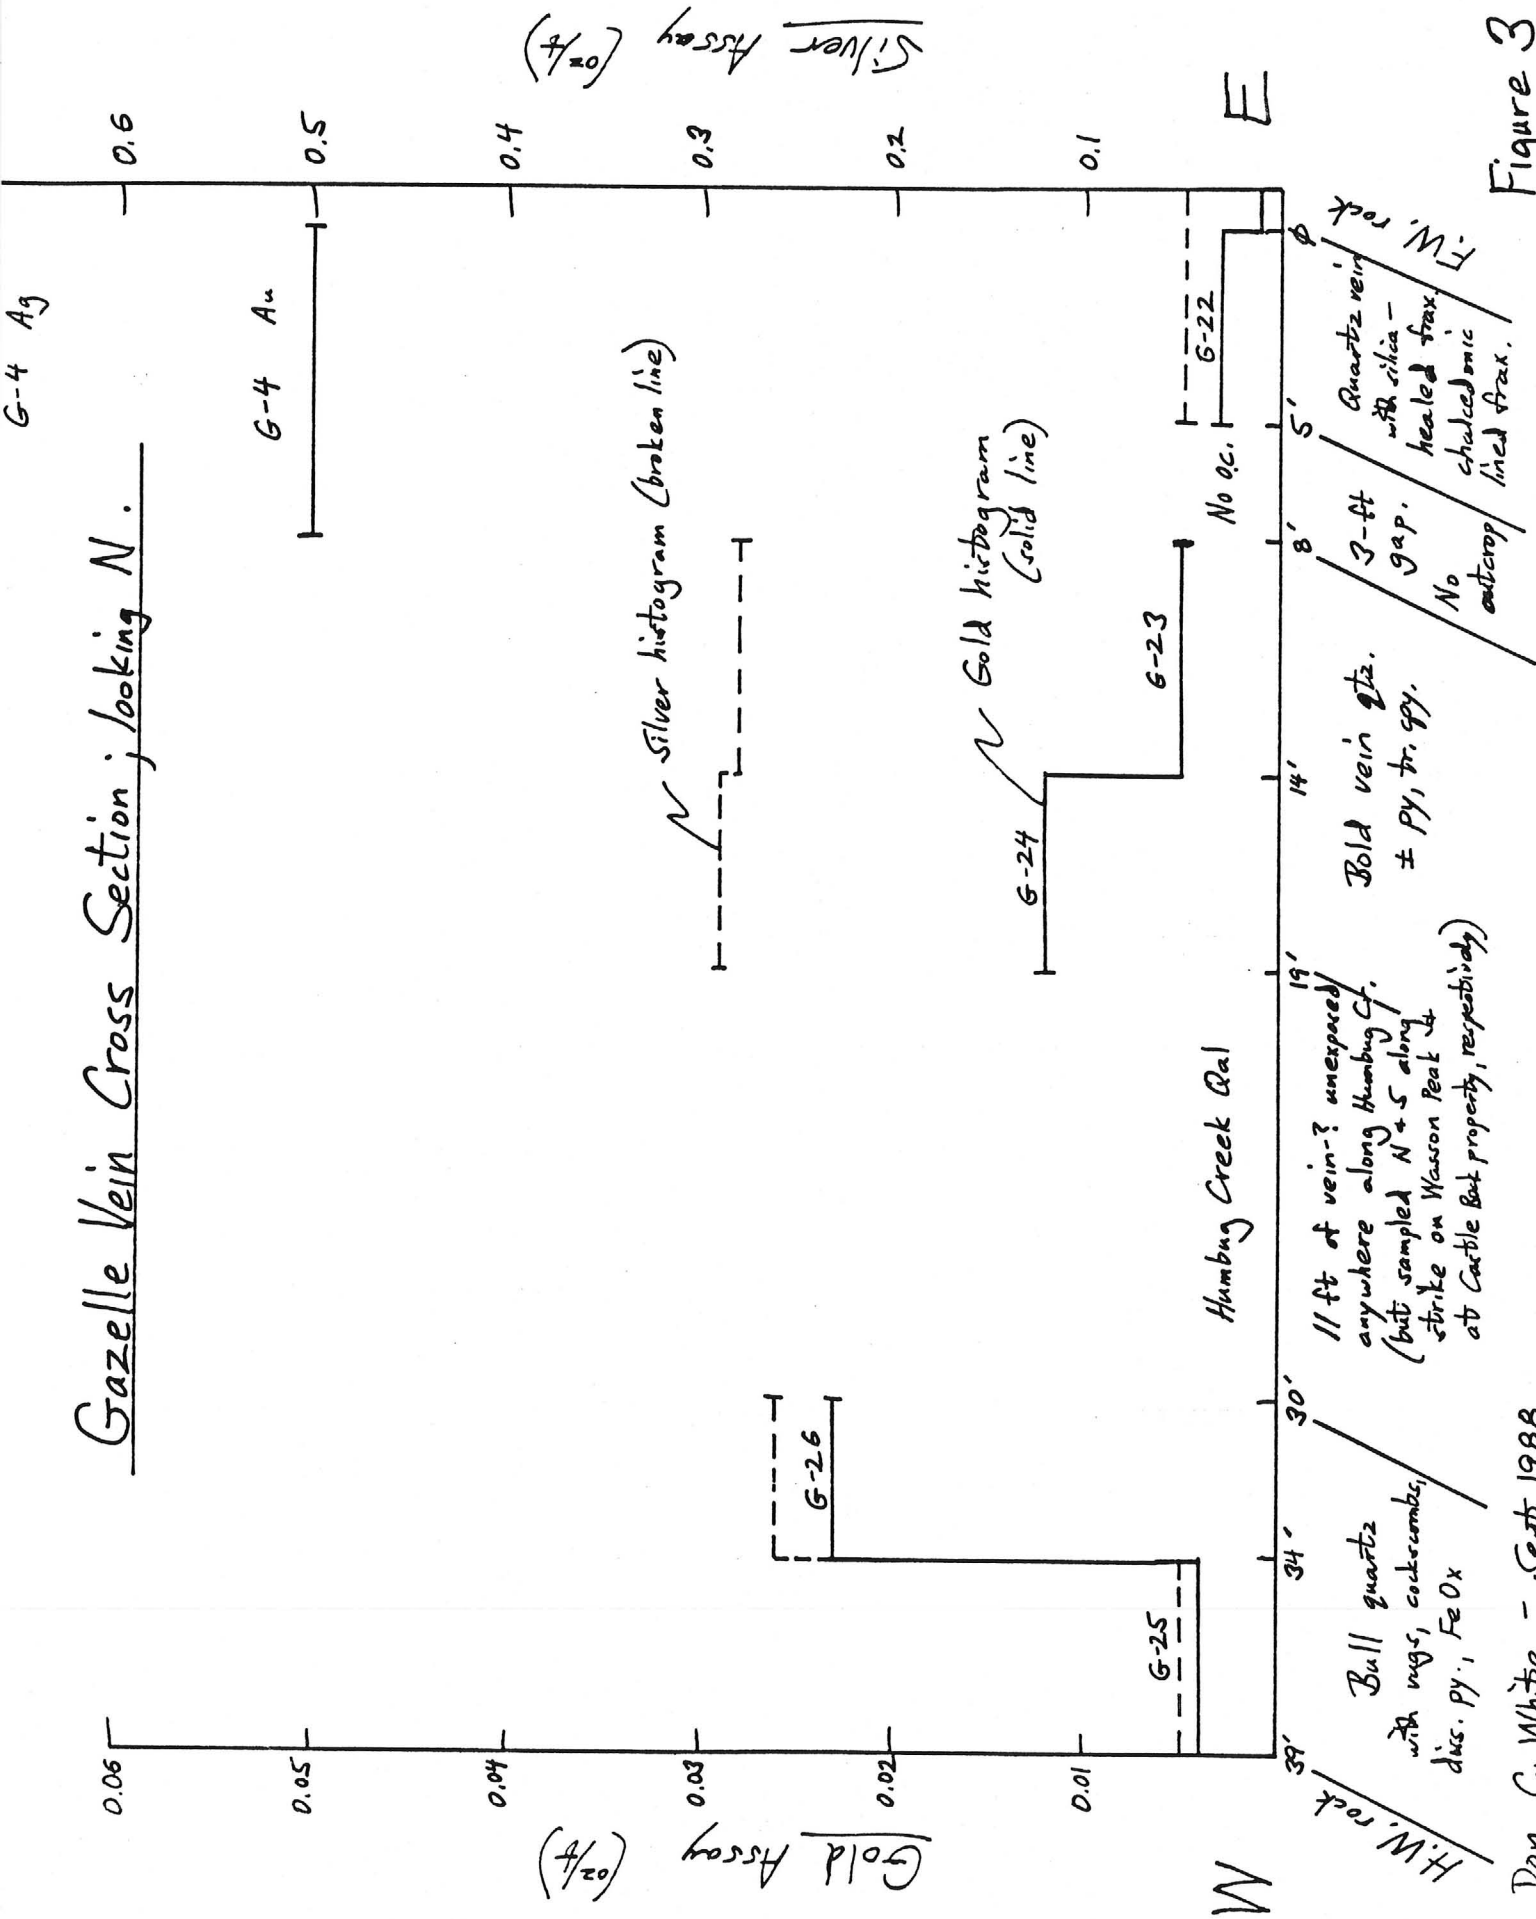 G-4 Ag
Gazelle Vein Cross Section; looking N.
Gold Assay
(oz/t)
0.06
0.05
0.04
0.03
0.02
0.01
Silver Assay
(oz/t)
0.6
0.5
0.4
0.3
0.2
0.1
G-4 Au
Silver histogram (broken line)
Gold histogram
(solid line)
G-26
G-25
G-24
G-23
G-22
No o.c.
Humbug Creek Qal
W
E
39'
34'
30'
19'
14'
8'
5'
0
H.W. rock
Bull quartz
with vugs, cockscombs,
diss. py., FeOx
11 ft of vein-? unexposed
anywhere along Humbug Cr.
(but sampled N & S along
strike on Wasson Peak &
at Castle Rock property, respectively)
Bold vein qtz.
± py, tr. cpy.
3-ft
gap.
No
outcrop
Quartz vein
with silica-
healed frax.
chalcedonic
lined frax.
F.W. rock
Don C. White - Sept 1988
Figure 3